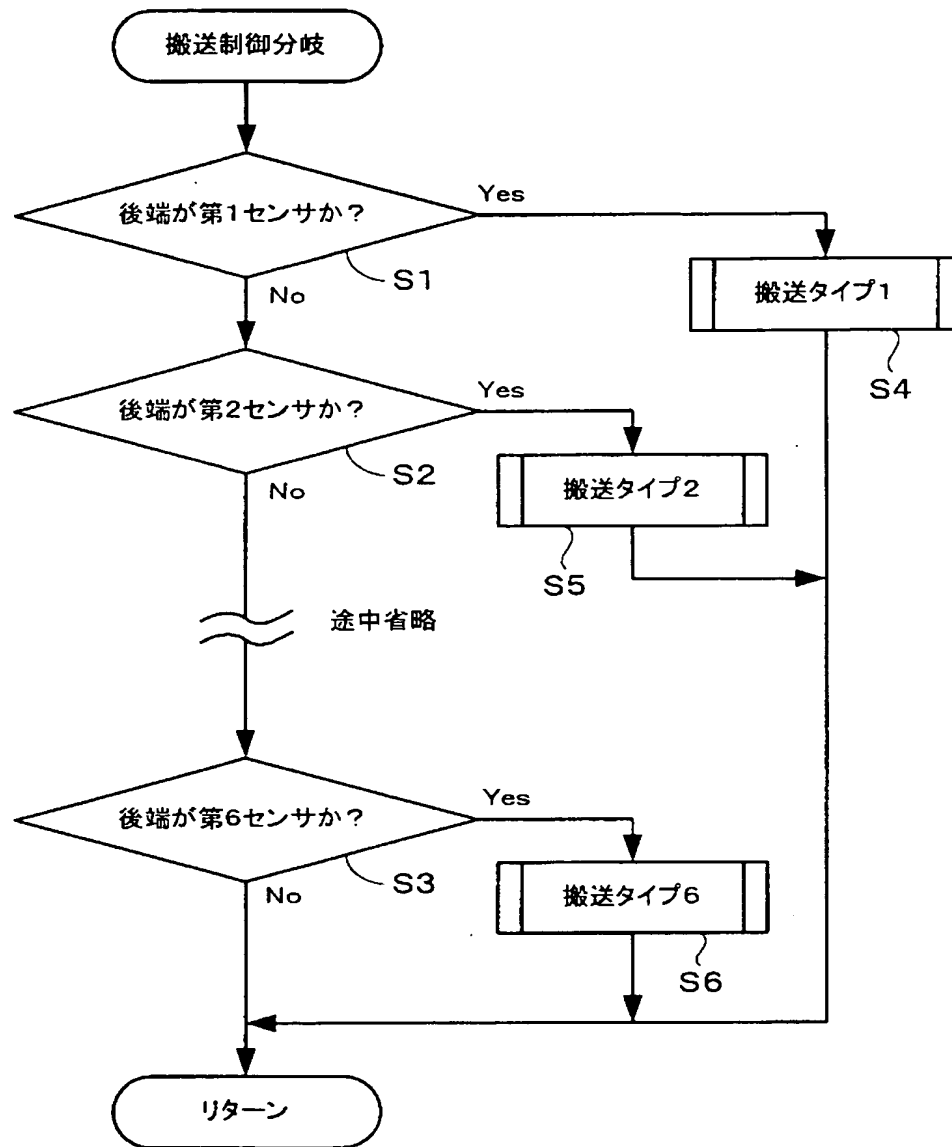 搬送制御分岐
後端が第1センサか？
Yes
S1
No
搬送タイプ1
S4
後端が第2センサか？
Yes
S2
No
搬送タイプ2
S5
途中省略
後端が第6センサか？
Yes
S3
No
搬送タイプ6
S6
リターン